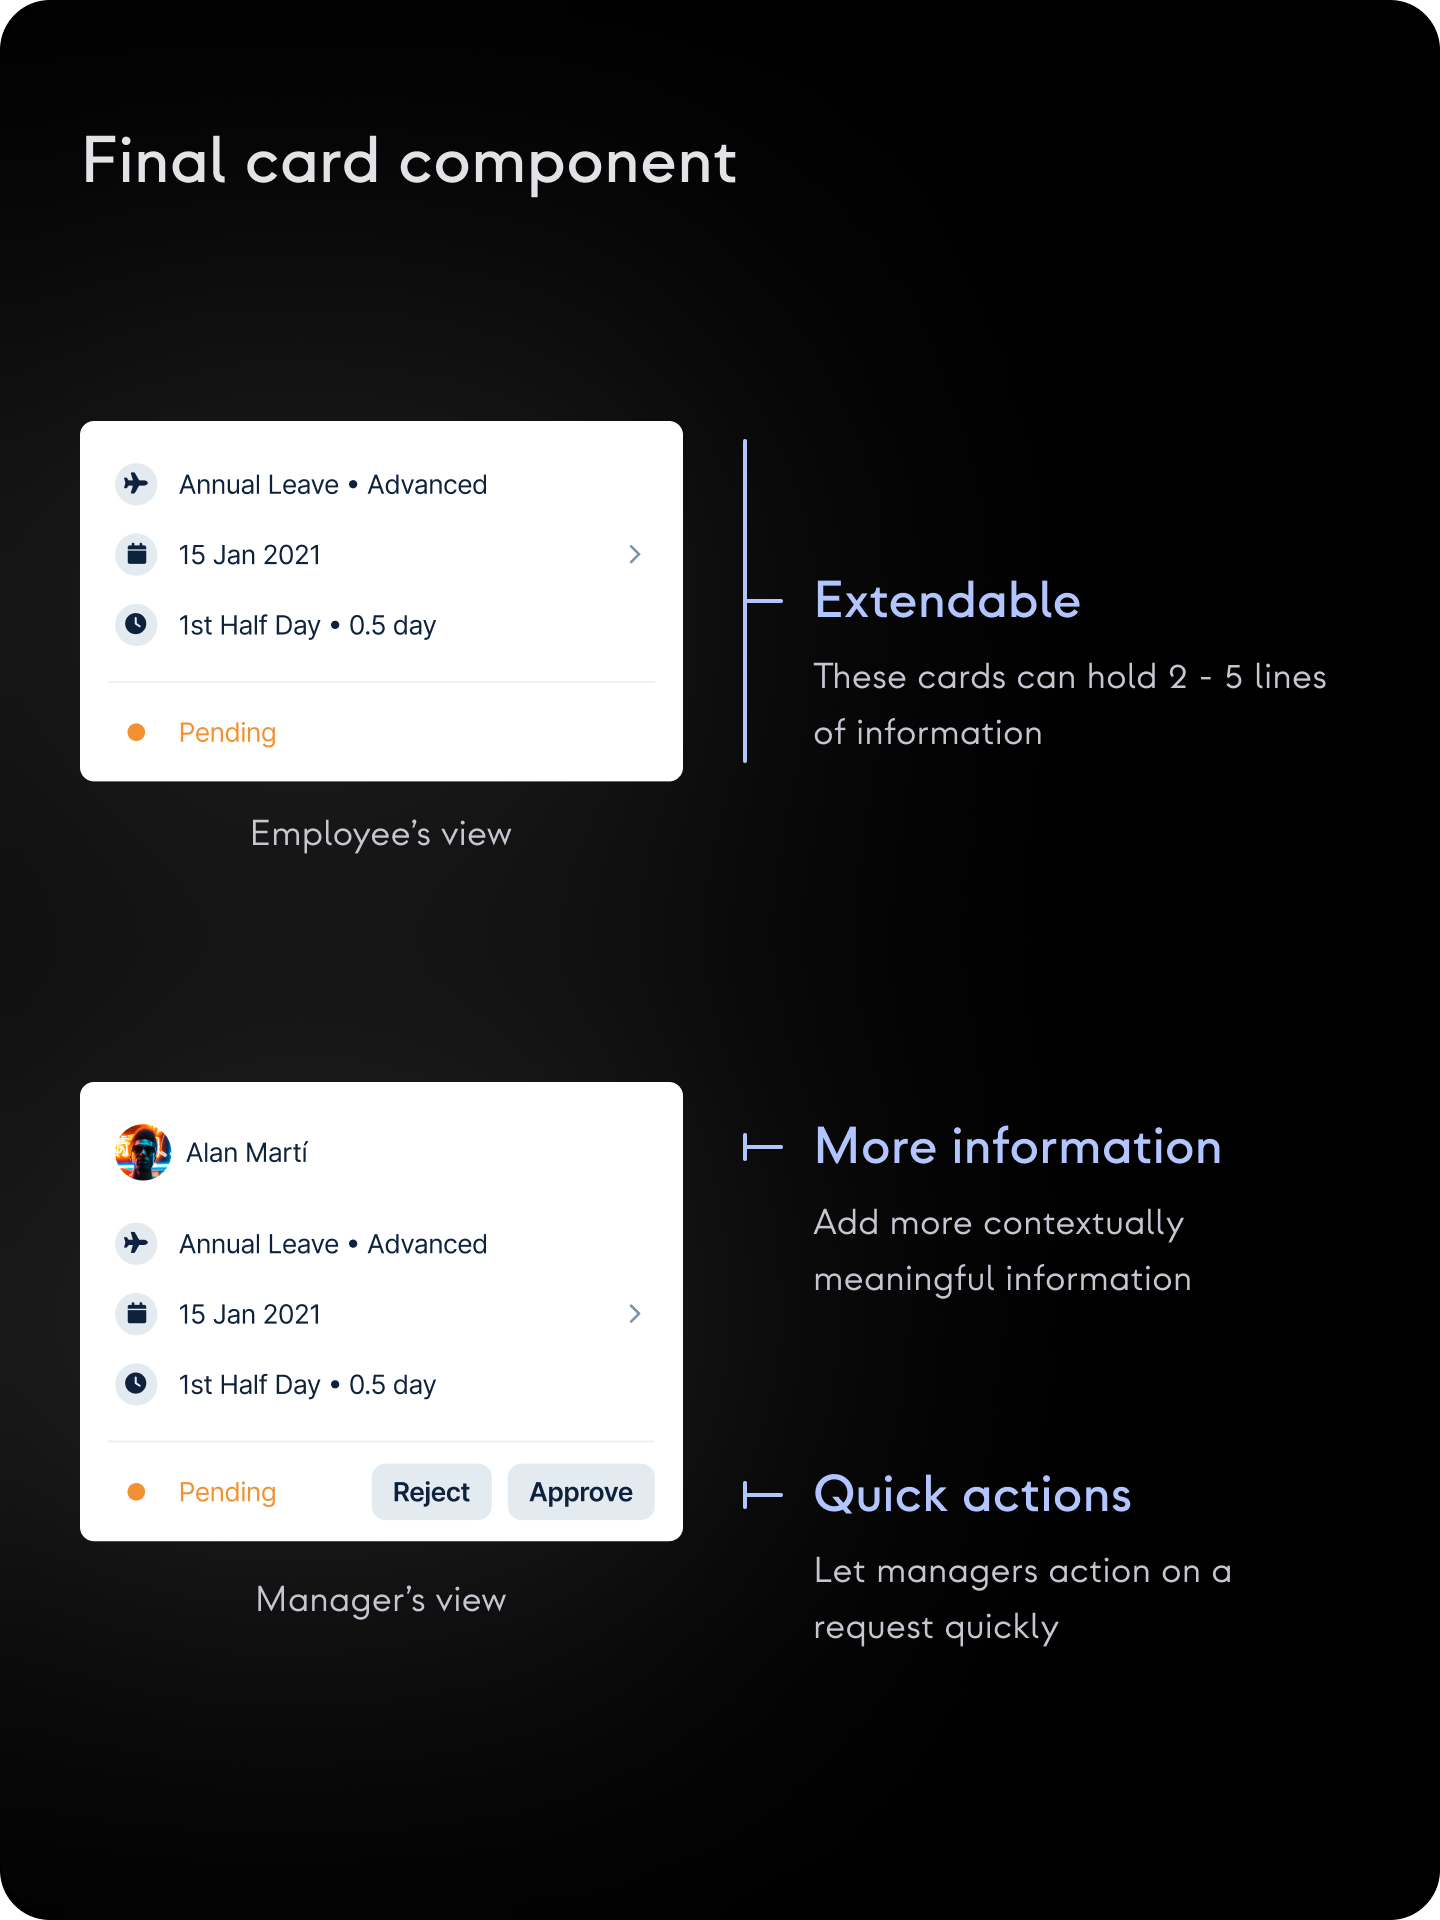 Final card component
Annual Leave • Advanced
15 Jan 2021
1st Half Day • 0.5 day
Pending
Employee’s view
Extendable
These cards can hold 2 - 5 lines
of information
Alan Martí
Annual Leave • Advanced
15 Jan 2021
1st Half Day • 0.5 day
Pending
Reject
Approve
Manager’s view
More information
Add more contextually
meaningful information
Quick actions
Let managers action on a
request quickly